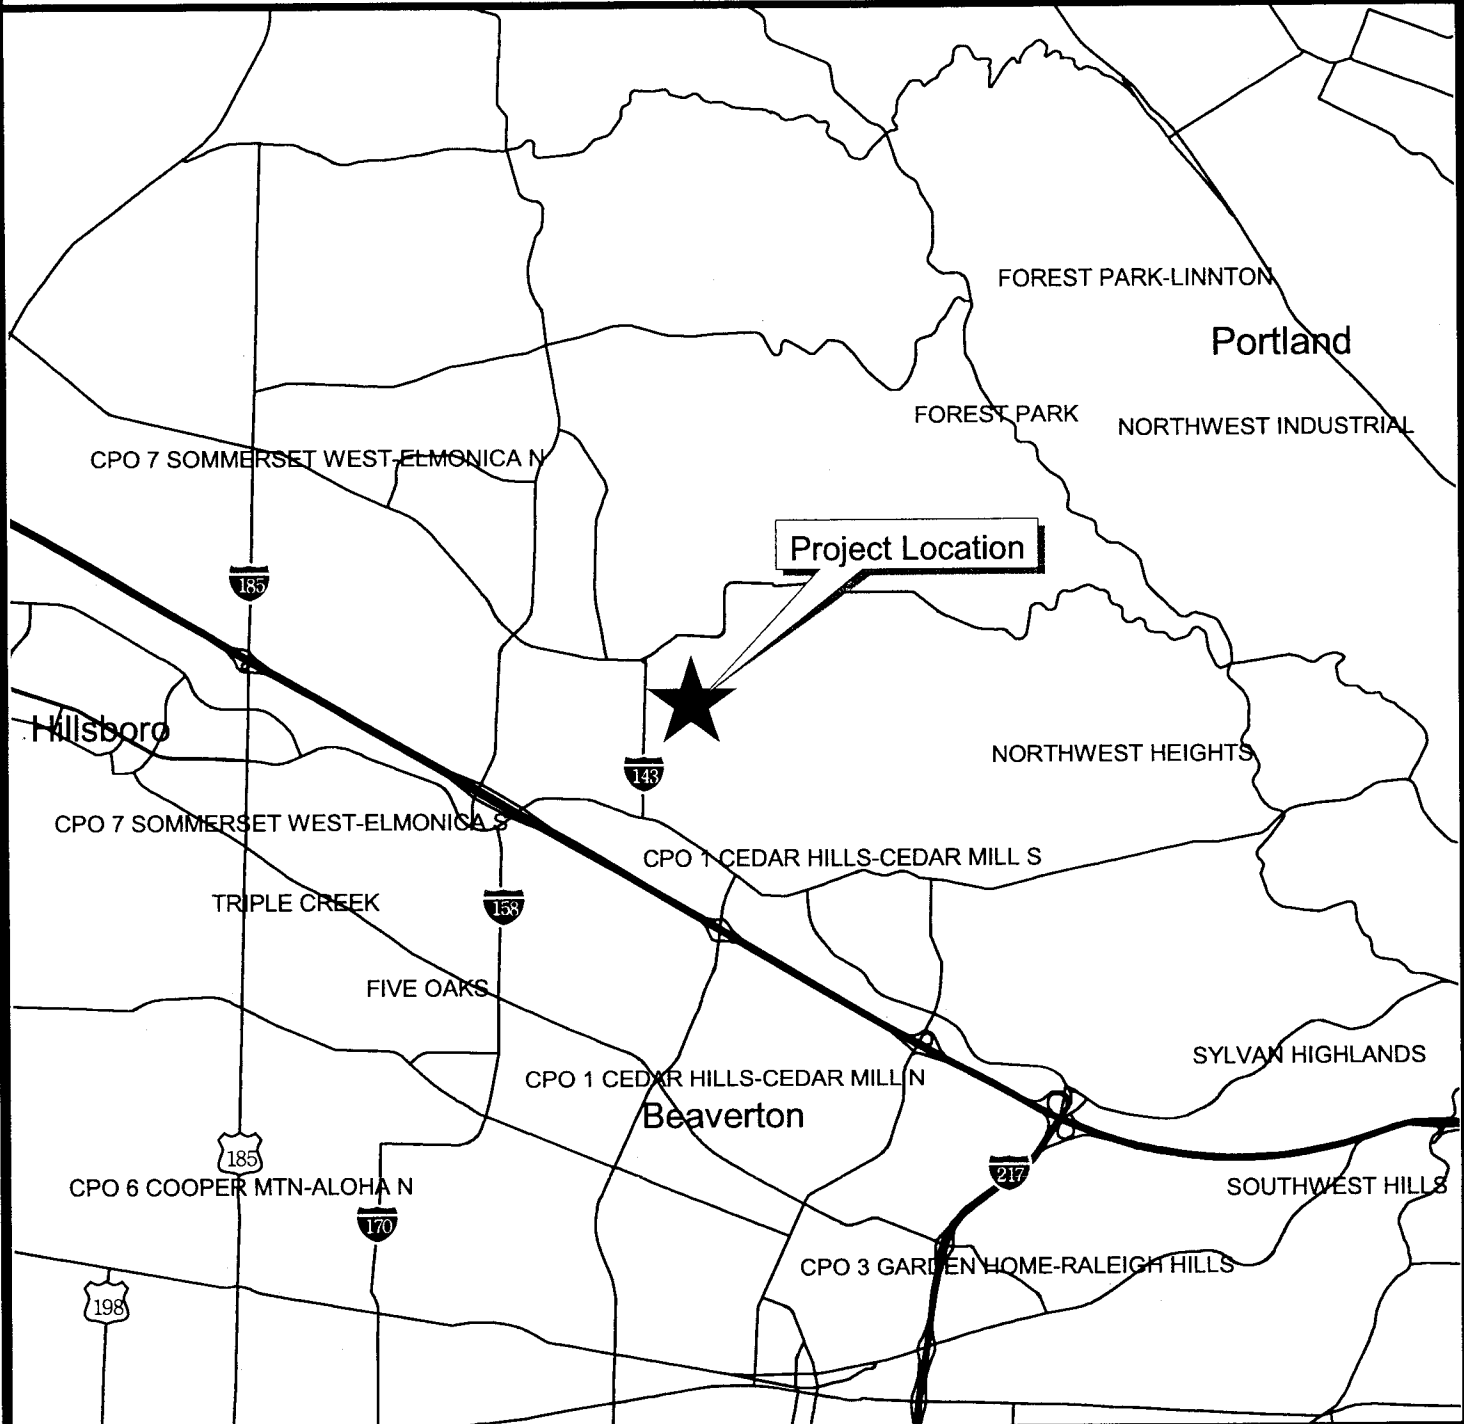 FOREST PARK-LINNTON
Portland
FOREST PARK
NORTHWEST INDUSTRIAL
CPO 7 SOMMERSET WEST-ELMONICA N
Project Location
185
Hillsboro
143
NORTHWEST HEIGHTS
CPO 7 SOMMERSET WEST-ELMONICA S
CPO 1 CEDAR HILLS-CEDAR MILL S
TRIPLE CREEK
158
FIVE OAKS
SYLVAN HIGHLANDS
CPO 1 CEDAR HILLS-CEDAR MILL N
Beaverton
185
217
CPO 6 COOPER MTN-ALOHA N
SOUTHWEST HILLS
170
CPO 3 GARDEN HOME-RALEIGH HILLS
198